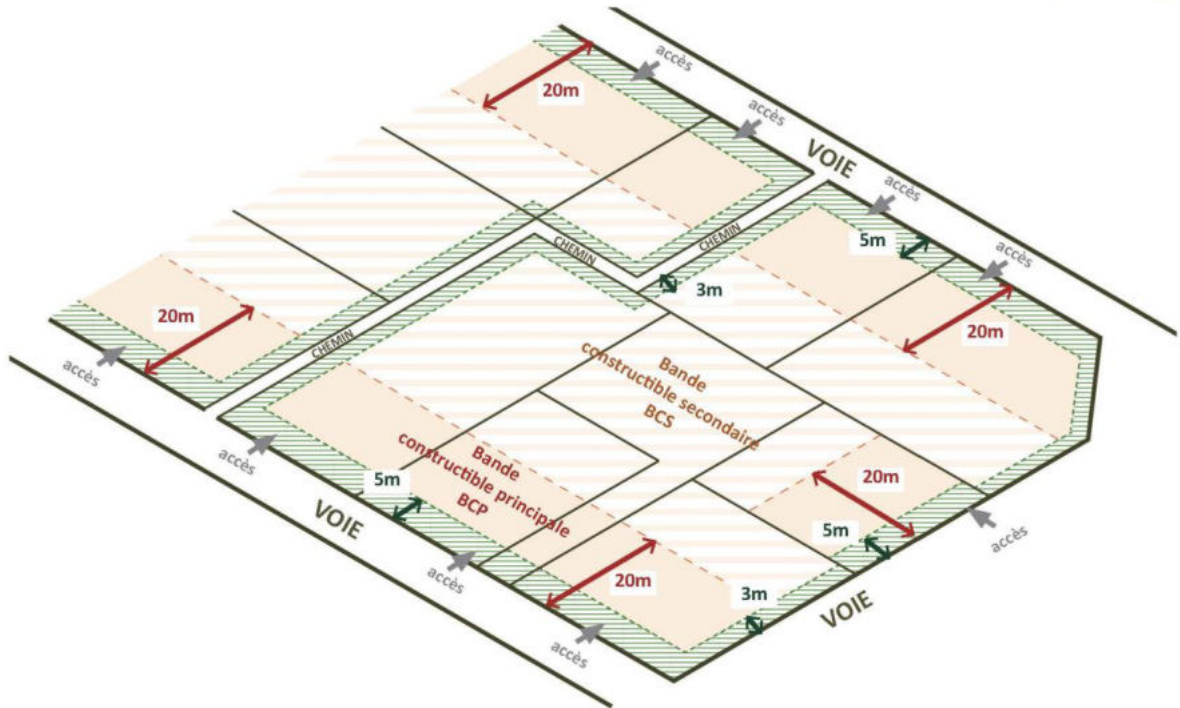 accès
20m
accès
VOIE
accès
5m
accès
CHEMIN
CHEMIN
3m
20m
20m
CHEMIN
accès
Bande
constructible secondaire
BCS
accès
Bande
constructible principale
BCP
5m
20m
VOIE
5m
accès
accès
20m
3m
VOIE
accès